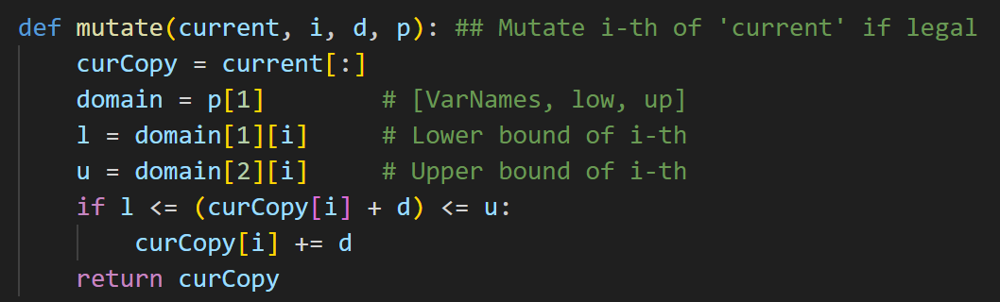 def mutate(current, i, d, p): ## Mutate i-th of 'current' if legal
    curCopy = current[:]
    domain = p[1]        # [VarNames, low, up]
    l = domain[1][i]     # Lower bound of i-th
    u = domain[2][i]     # Upper bound of i-th
    if l <= (curCopy[i] + d) <= u:
        curCopy[i] += d
    return curCopy